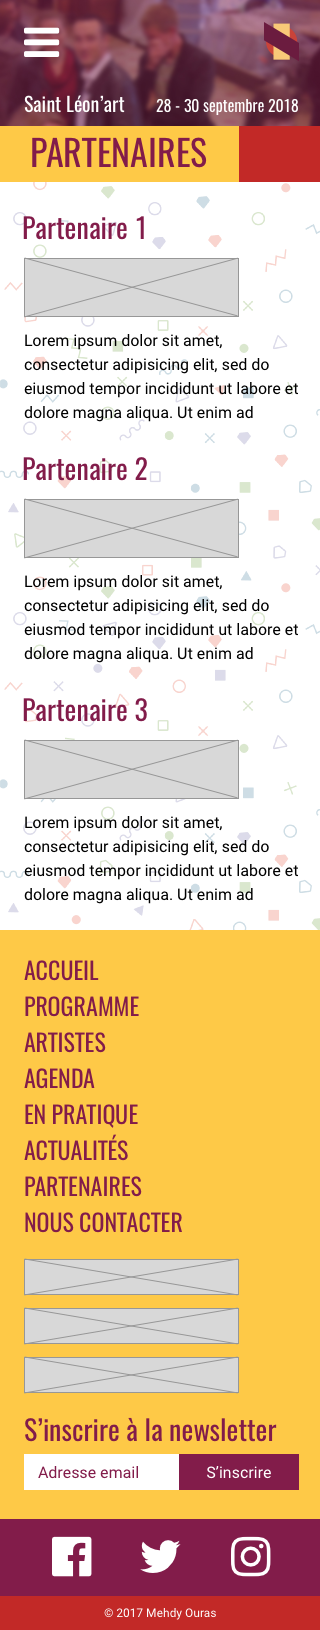 Saint Léon’art
28 - 30 septembre 2018
PARTENAIRES
Partenaire 1
Lorem ipsum dolor sit amet,
consectetur adipisicing elit, sed do
eiusmod tempor incididunt ut labore et
dolore magna aliqua. Ut enim ad
Partenaire 2
Lorem ipsum dolor sit amet,
consectetur adipisicing elit, sed do
eiusmod tempor incididunt ut labore et
dolore magna aliqua. Ut enim ad
Partenaire 3
Lorem ipsum dolor sit amet,
consectetur adipisicing elit, sed do
eiusmod tempor incididunt ut labore et
dolore magna aliqua. Ut enim ad
ACCUEIL
PROGRAMME
ARTISTES
AGENDA
EN PRATIQUE
ACTUALITÉS
PARTENAIRES
NOUS CONTACTER
S’inscrire à la newsletter
Adresse email
S’inscrire
© 2017 Mehdy Ouras